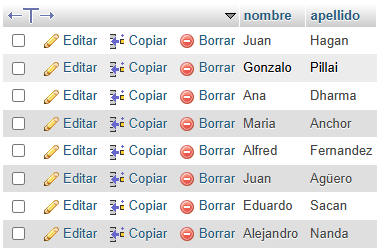 nombre apellido
Editar Copiar Borrar Juan Hagan
Editar Copiar Borrar Gonzalo Pillai
Editar Copiar Borrar Ana Dharma
Editar Copiar Borrar Maria Anchor
Editar Copiar Borrar Alfred Fernandez
Editar Copiar Borrar Juan Agüero
Editar Copiar Borrar Eduardo Sacan
Editar Copiar Borrar Alejandro Nanda